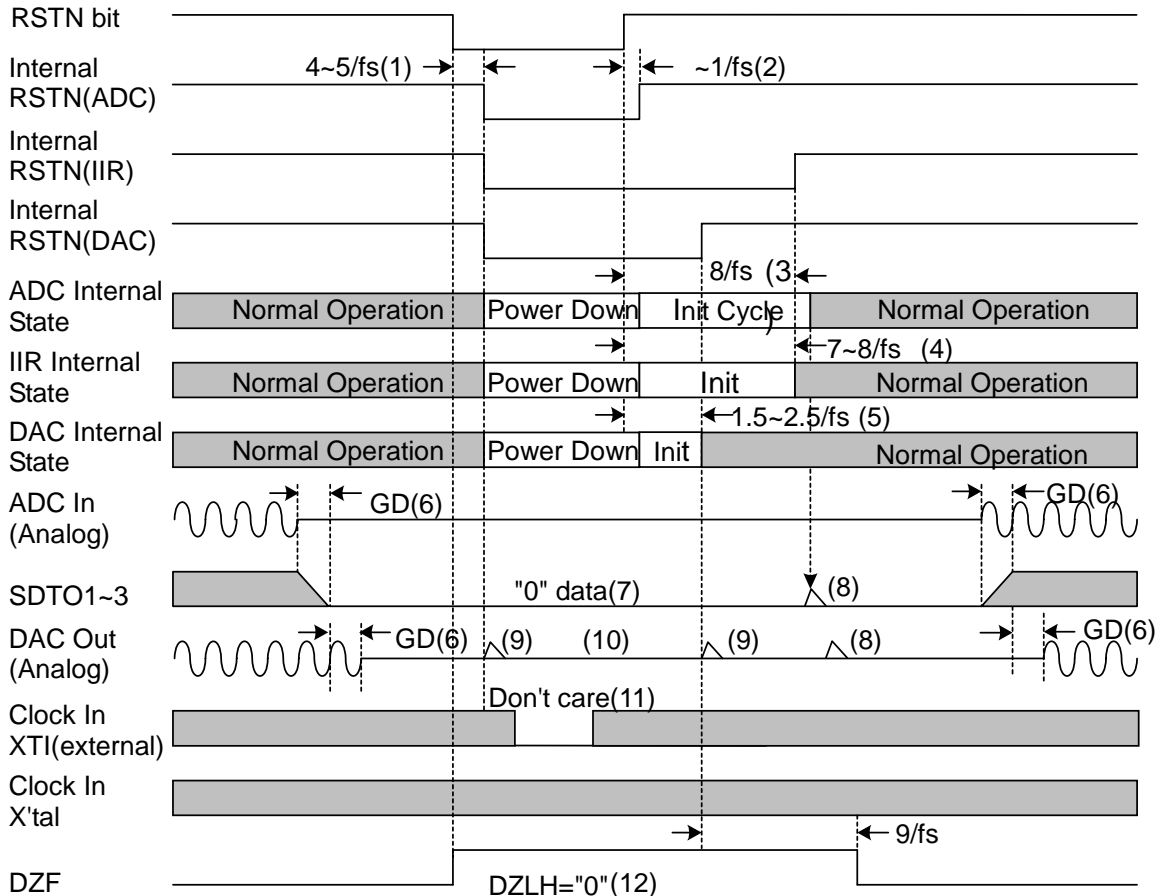 RSTN bit
4~5/fs(1)
~1/fs(2)
Internal
RSTN(ADC)
Internal
RSTN(IIR)
Internal
RSTN(DAC)
8/fs (3
)
ADC Internal
State
Normal Operation
Power Down
Init Cycle
Normal Operation
7~8/fs (4)
IIR Internal
State
Normal Operation
Power Down
Init
Normal Operation
1.5~2.5/fs (5)
DAC Internal
State
Normal Operation
Power Down
Init
Normal Operation
ADC In
(Analog)
GD(6)
GD(6)
SDTO1~3
"0" data(7)
(8)
DAC Out
(Analog)
GD(6)
(9)
(10)
(9)
(8)
GD(6)
Clock In
XTI(external)
Don't care(11)
Clock In
X'tal
9/fs
DZF
DZLH="0"(12)